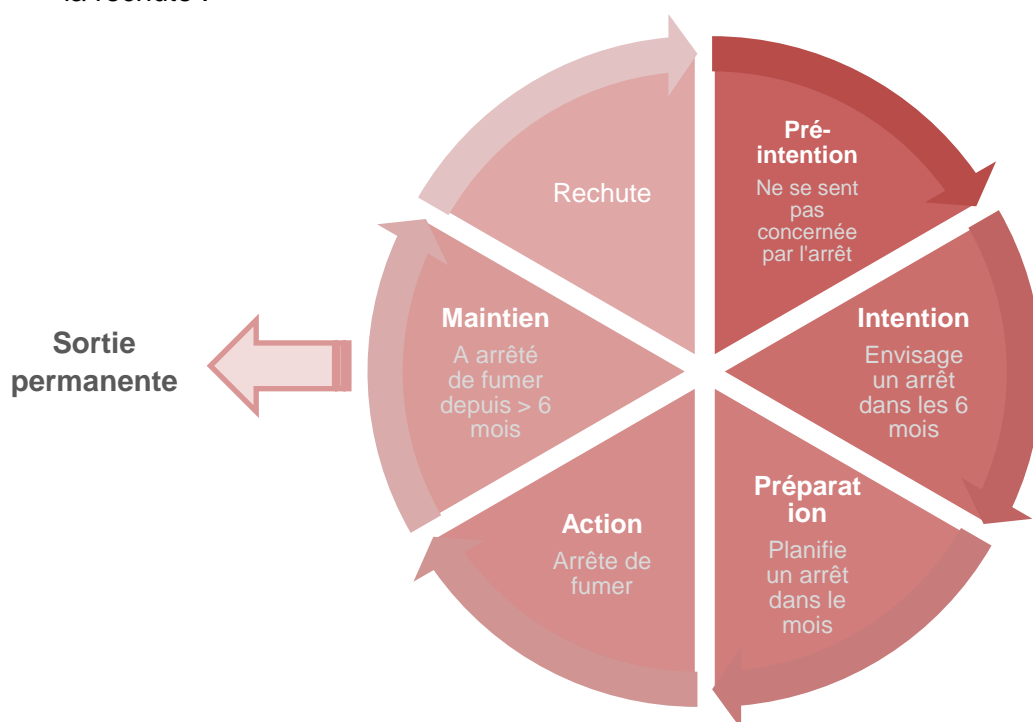 la rechute :
Pré-
intention
Ne se sent
pas
concernée
par l'arrêt
Intention
Envisage
un arrêt
dans les 6
mois
Préparat
ion
Planifie
un arrêt
dans le
mois
Action
Arrête de
fumer
Maintien
A arrêté
de fumer
depuis > 6
mois
Rechute
Sortie
permanente